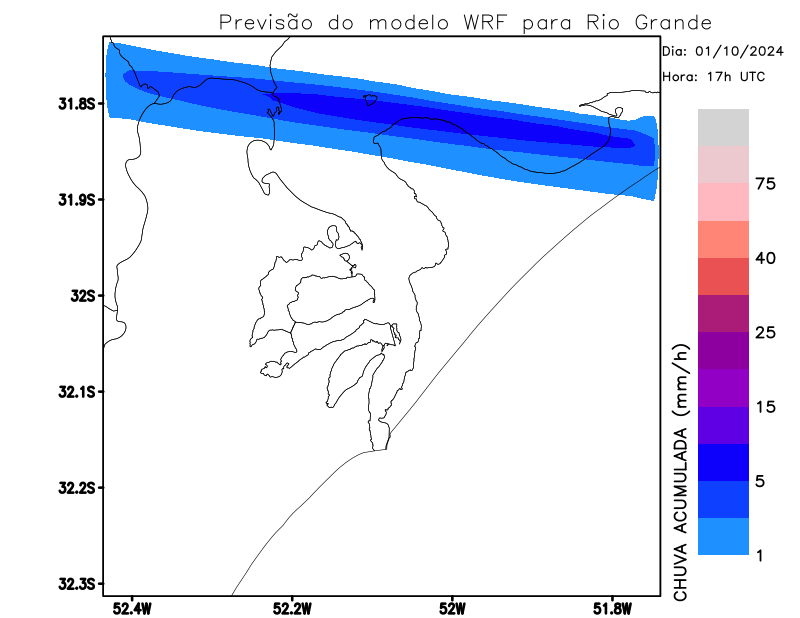 Previsão do modelo WRF para Rio Grande
Dia: 01/10/2024
Hora: 17h UTC
31.8S
31.9S
32S
32.1S
32.2S
32.3S
52.4W
52.2W
52W
51.8W
75
40
25
15
5
1
CHUVA ACUMULADA (mm/h)